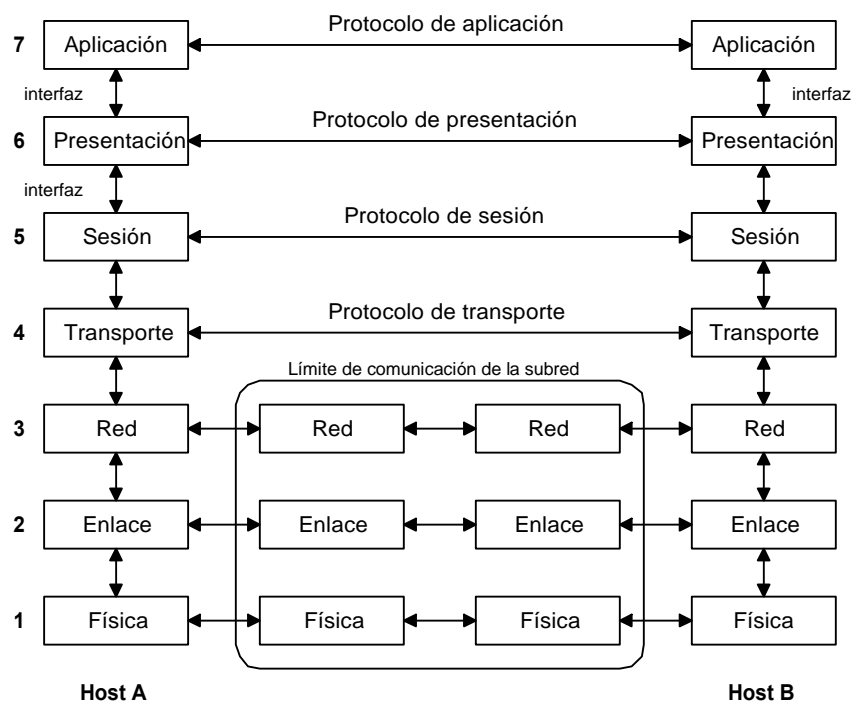 Protocolo de aplicación
7 Aplicación Aplicación
interfaz interfaz
Protocolo de presentación
6 Presentación Presentación
interfaz
Protocolo de sesión
5 Sesión Sesión
Protocolo de transporte
4 Transporte Transporte
Límite de comunicación de la subred
3 Red Red Red Red
2 Enlace Enlace Enlace Enlace
1 Física Física Física Física
Host A Host B